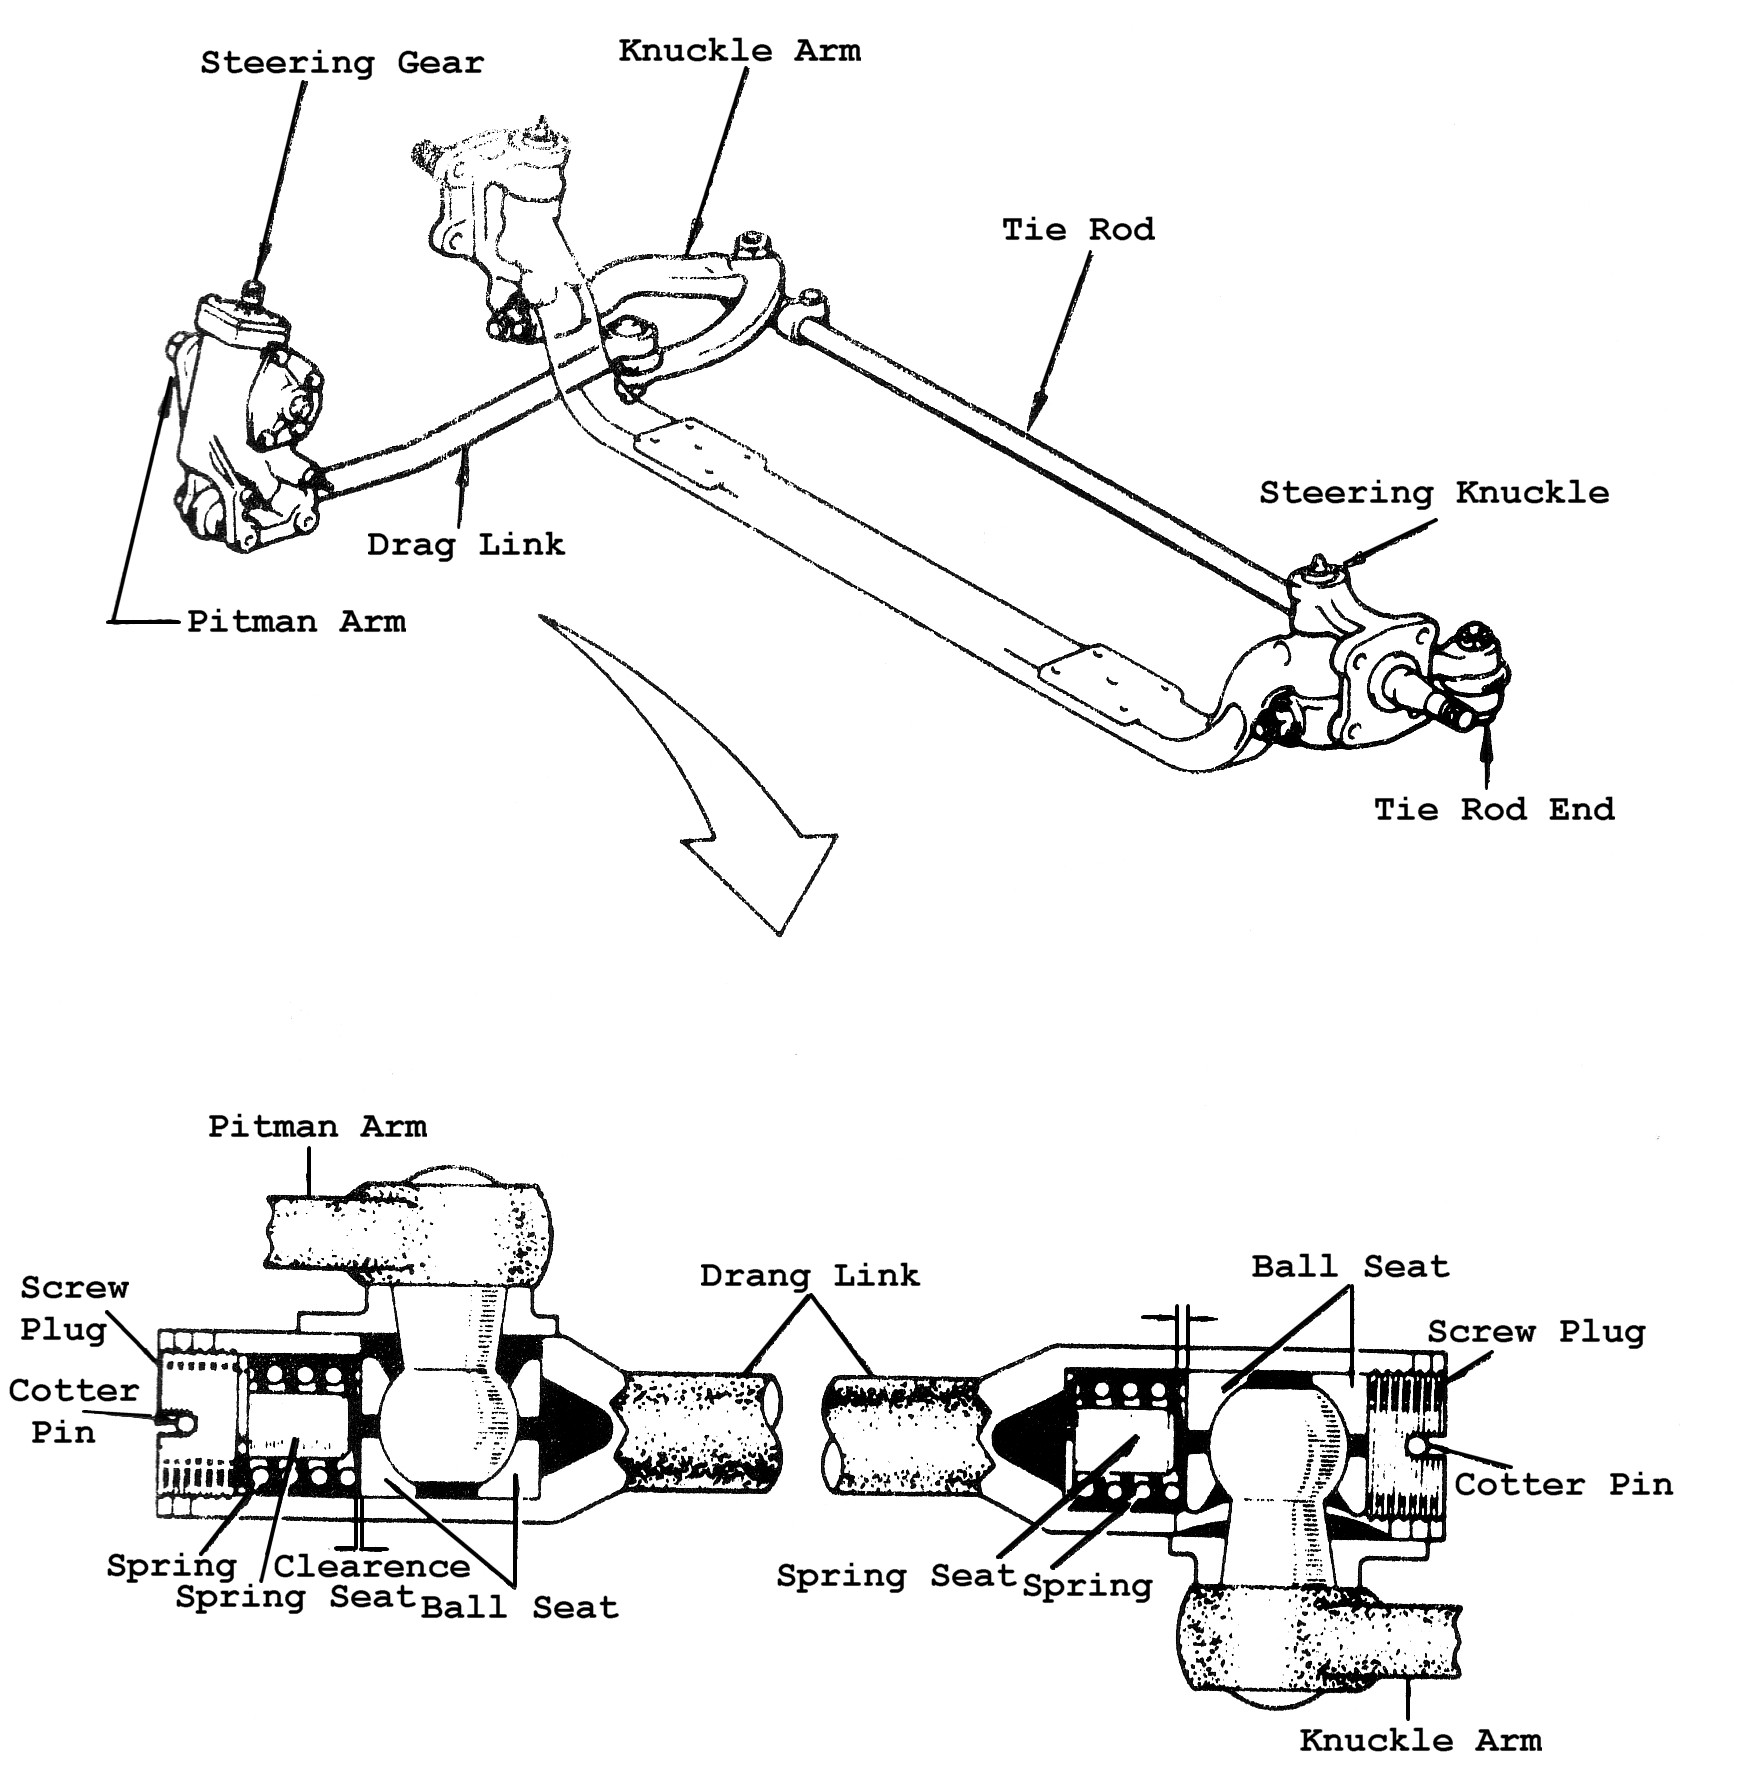 Steering Gear
Knuckle Arm
Tie Rod
Steering Knuckle
Drag Link
Pitman Arm
Tie Rod End
Pitman Arm
Screw
Plug
Cotter
Pin
Drang Link
Ball Seat
Screw Plug
Cotter Pin
Spring
Clearence
Spring Seat
Ball Seat
Spring Seat
Spring
Knuckle Arm